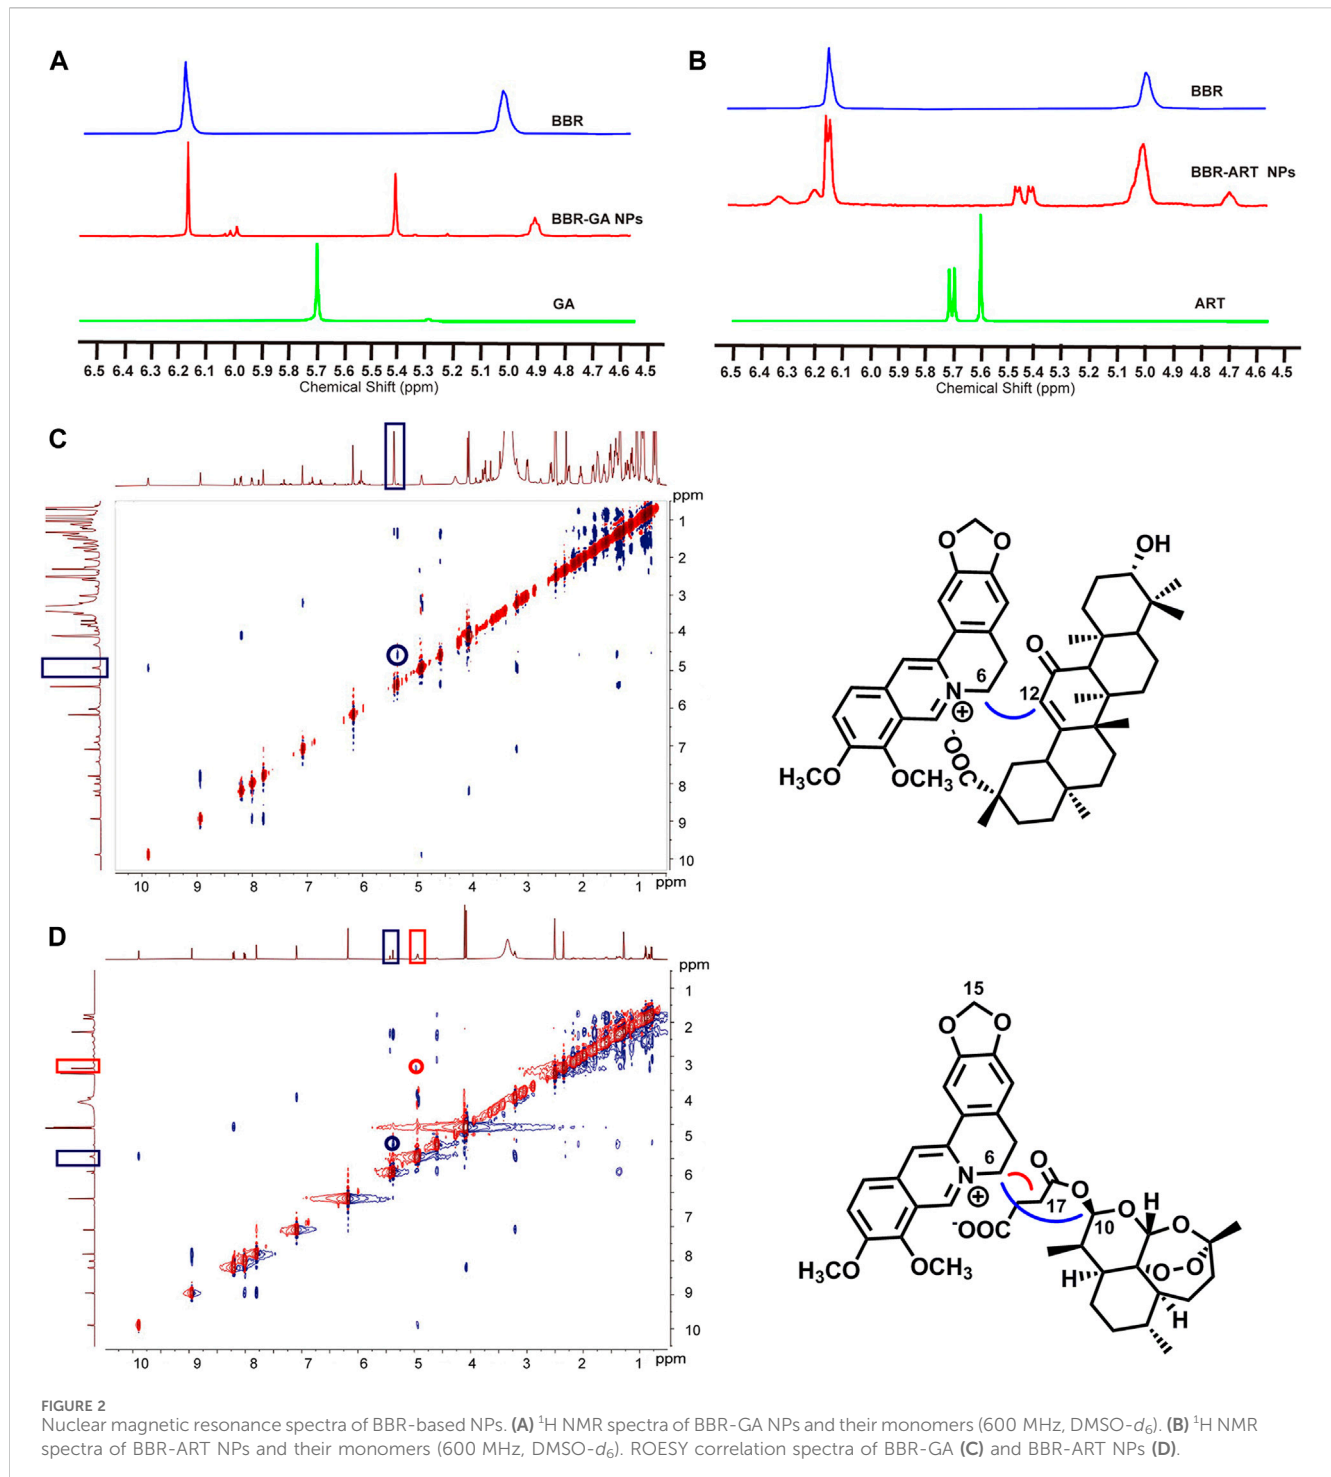 A
BBR
BBR-GA NPs
GA
6.5 6.4 6.3 6.2 6.1 6.0 5.9 5.8 5.7 5.6 5.5 5.4 5.3 5.2 5.1 5.0 4.9 4.8 4.7 4.6 4.5
Chemical Shift (ppm)
B
BBR
BBR-ART NPs
ART
6.5 6.4 6.3 6.2 6.1 6.0 5.9 5.8 5.7 5.6 5.5 5.4 5.3 5.2 5.1 5.0 4.9 4.8 4.7 4.6 4.5
Chemical Shift (ppm)
C
ppm
1
2
3
4
5
6
7
8
9
10
10 9 8 7 6 5 4 3 2 1 ppm
O O
OH
O
6
12
N
⊕
-OOC
H3CO OCH3
D
ppm
1
2
3
4
5
6
7
8
9
10
10 9 8 7 6 5 4 3 2 1 ppm
15
O O
6
O
N
O
⊕
17
O H
10
O
-OOC
O-O
H3CO OCH3
H
H
FIGURE 2
Nuclear magnetic resonance spectra of BBR-based NPs. (A) 1H NMR spectra of BBR-GA NPs and their monomers (600 MHz, DMSO-d6). (B) 1H NMR
spectra of BBR-ART NPs and their monomers (600 MHz, DMSO-d6). ROESY correlation spectra of BBR-GA (C) and BBR-ART NPs (D).